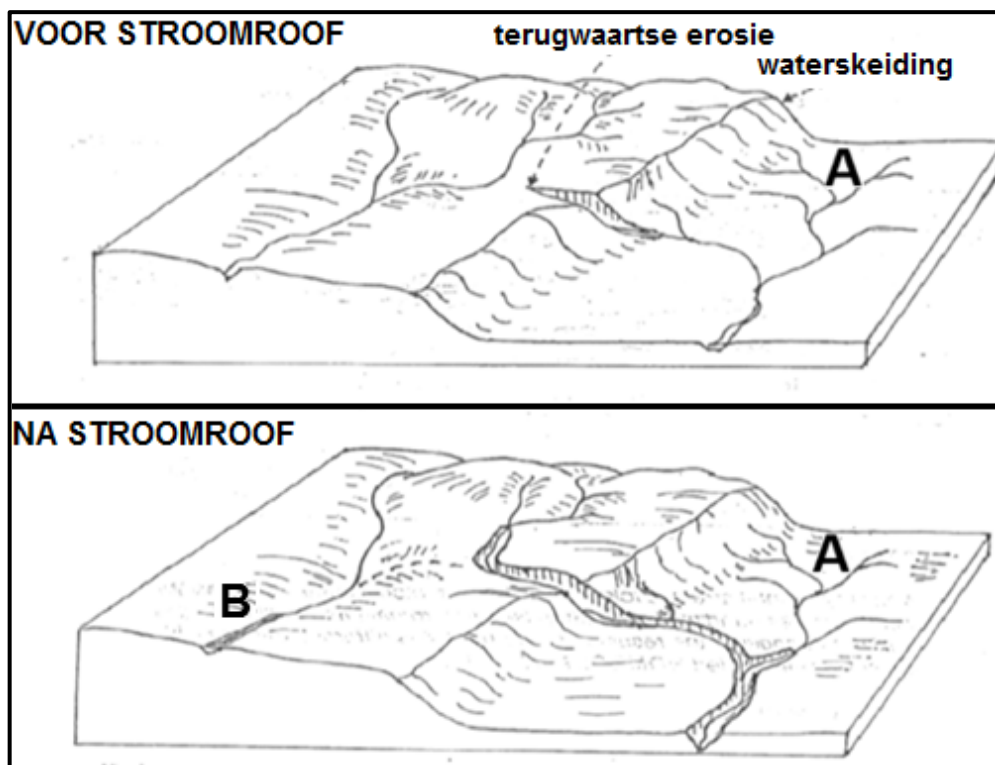 VOOR STROOMROOF
terugwaartse erosie
waterskeiding
A
NA STROOMROOF
A
B